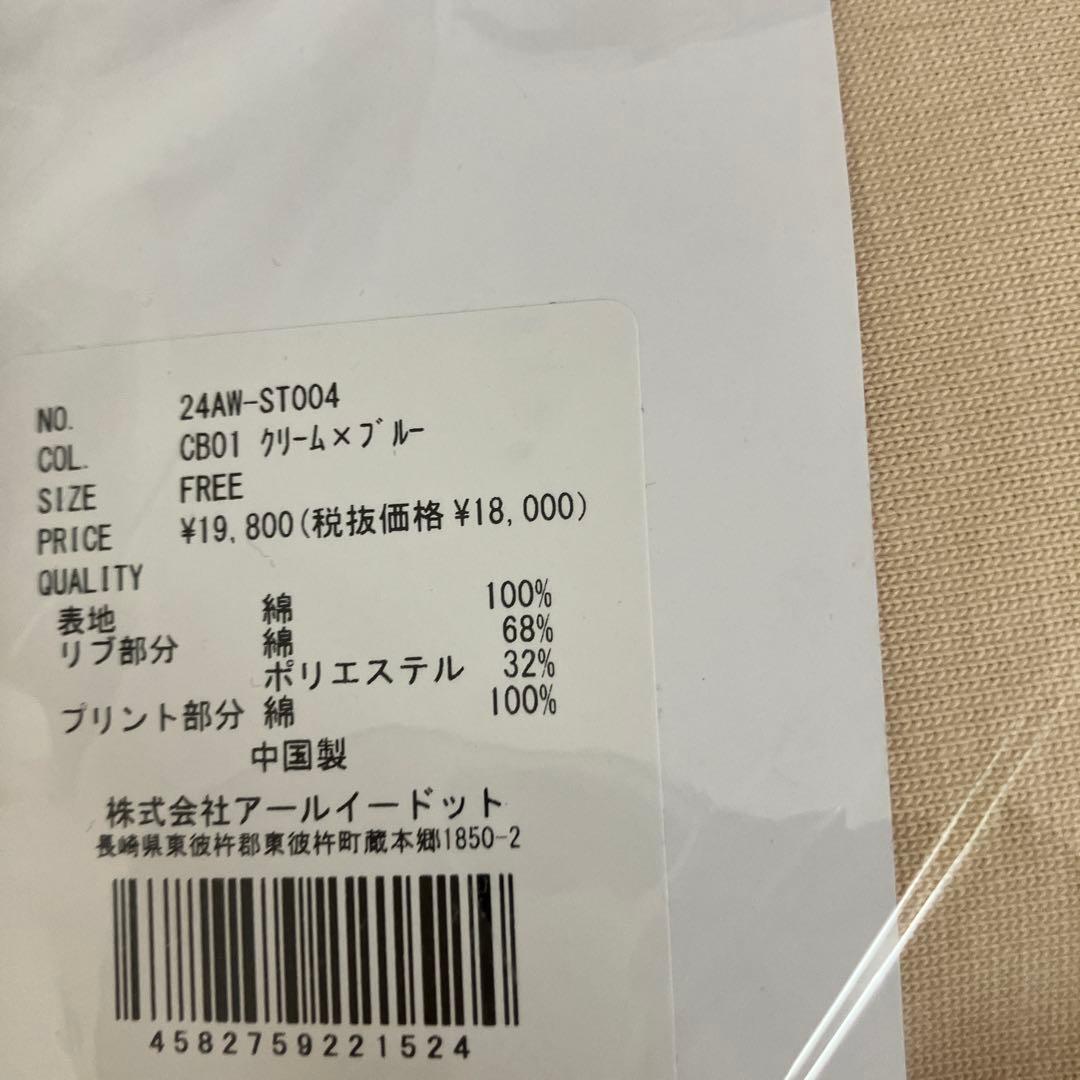 NO. 24AW-ST004
COL. CB01 ｸﾘｰﾑ×ﾌﾞﾙｰ
SIZE FREE
PRICE ¥19,800(税抜価格¥18,000)
QUALITY
表地 綿 100%
リブ部分 綿 68%
ポリエステル 32%
プリント部分 綿 100%
中国製
株式会社アールイードット
長崎県東彼杵郡東彼杵町蔵本郷1850-2
4582759221524